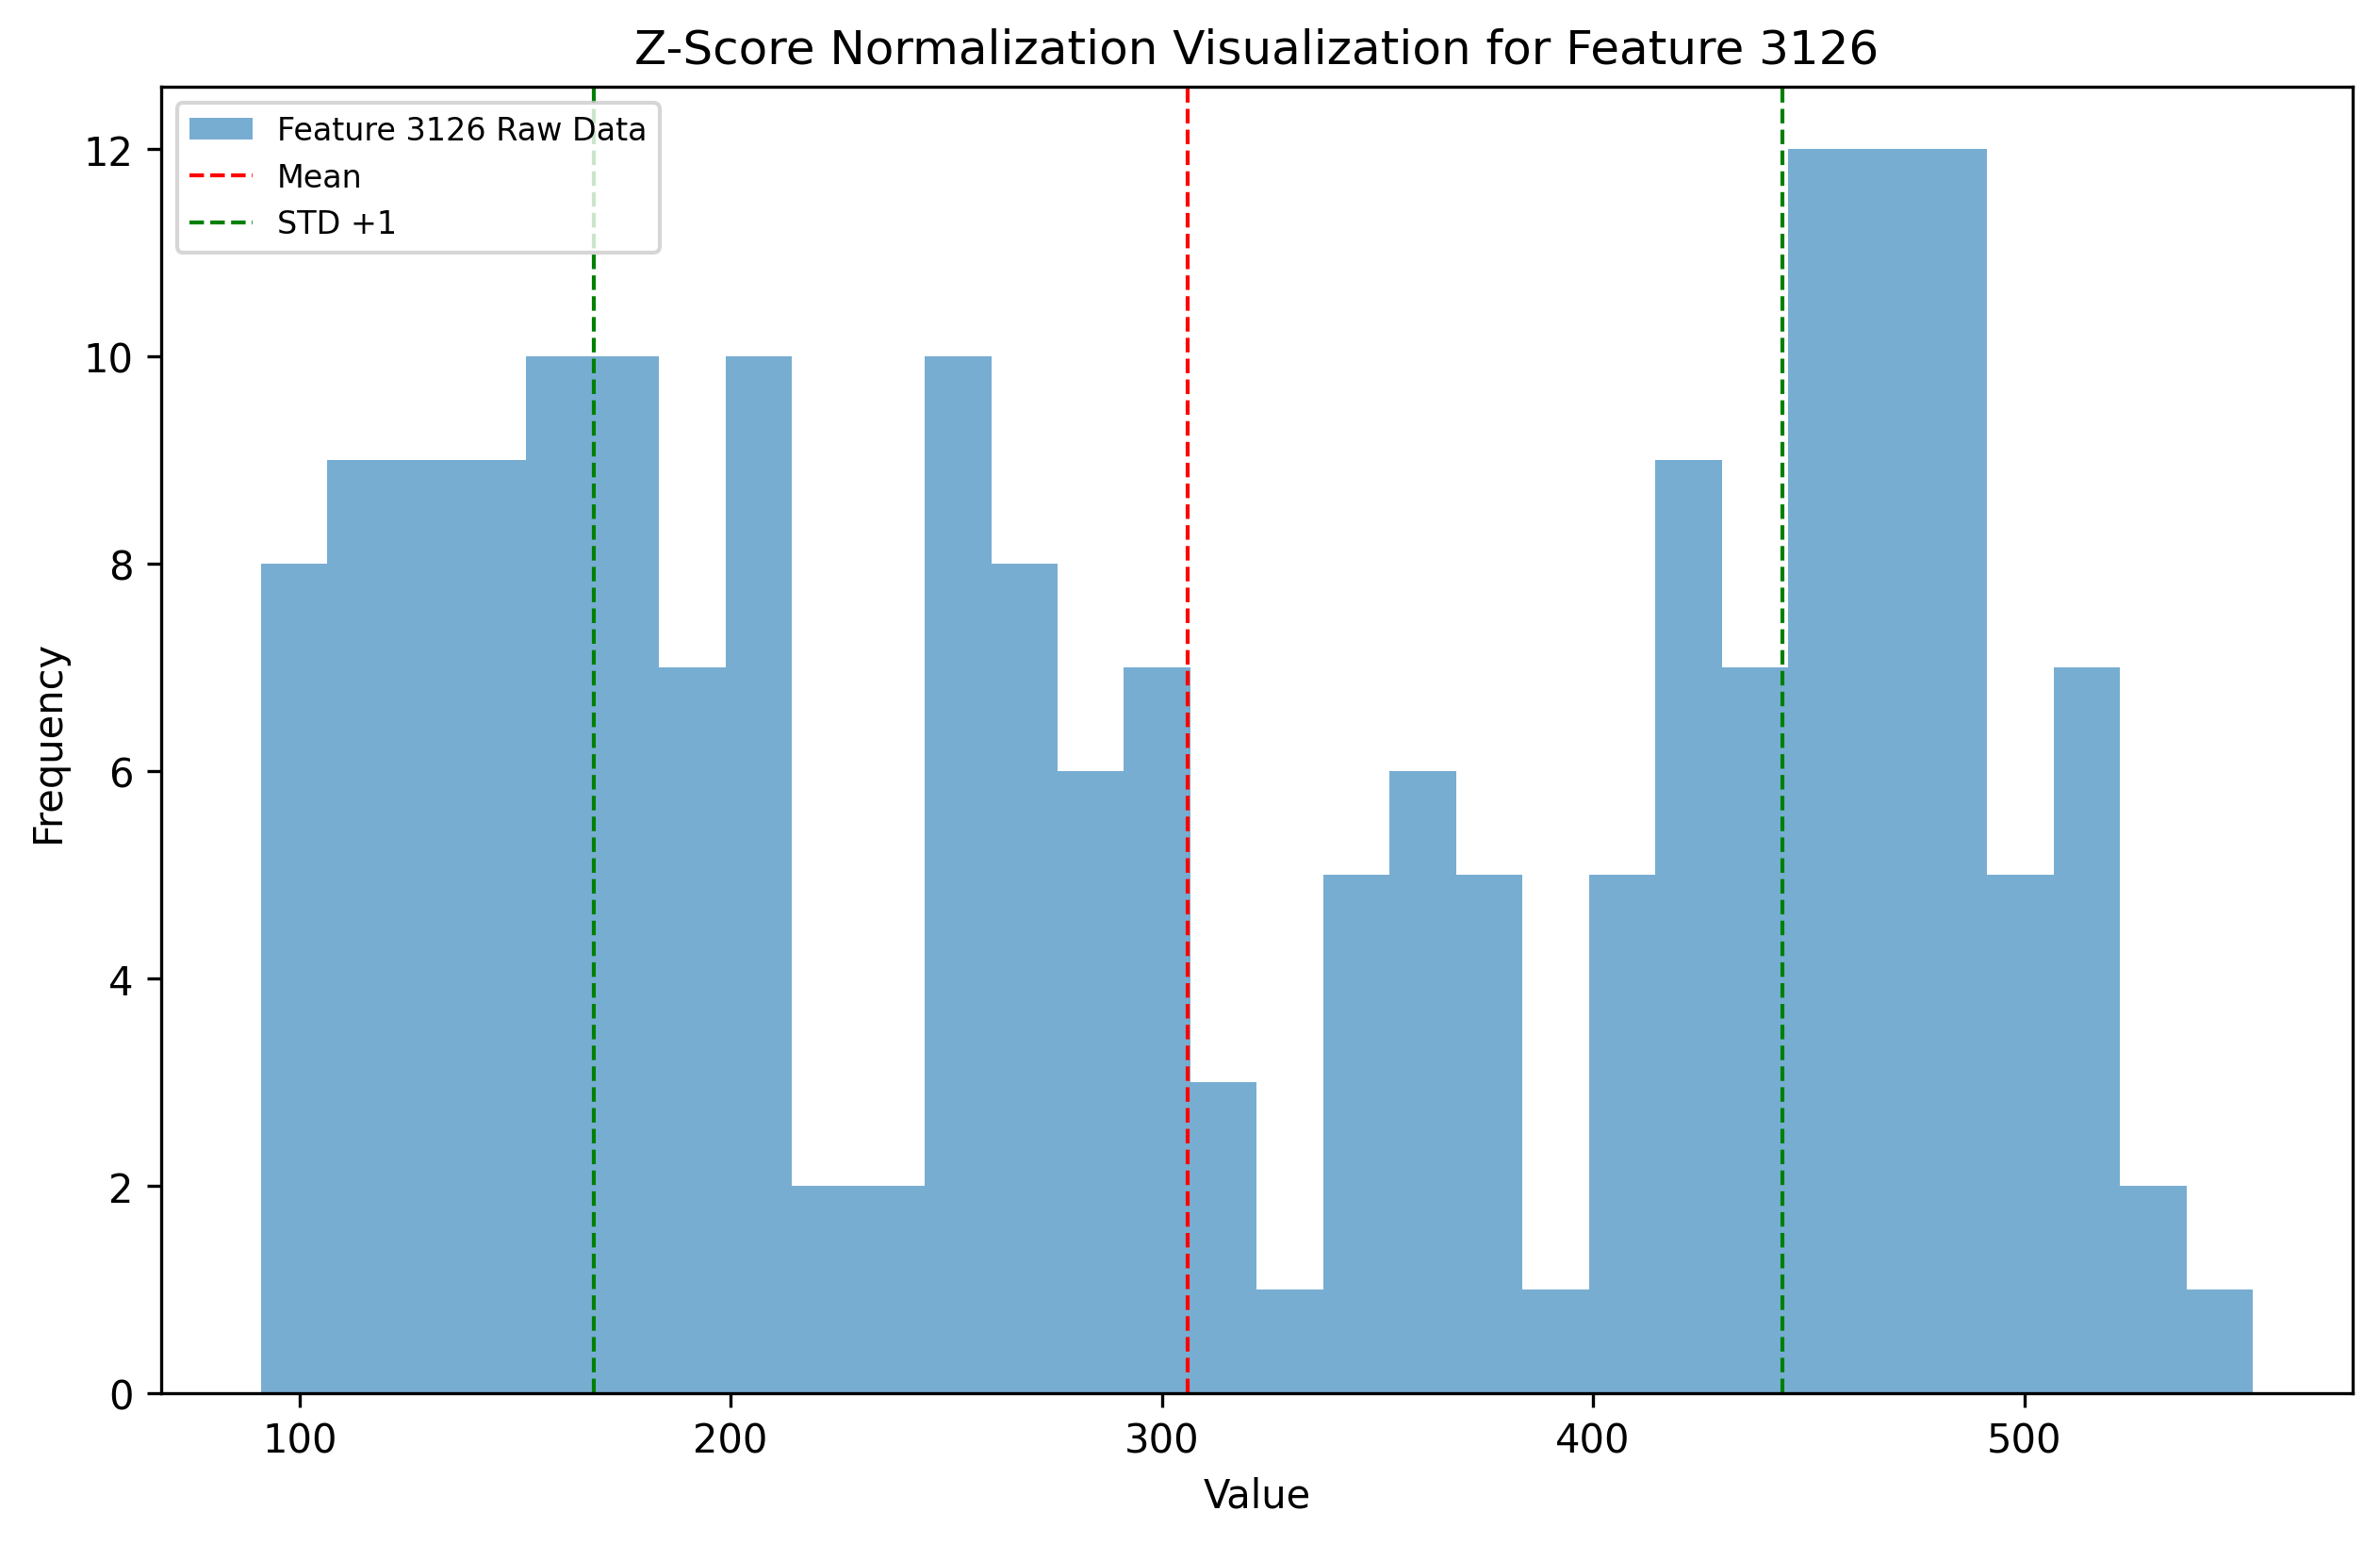 Z-Score Normalization Visualization for Feature 3126
Feature 3126 Raw Data
Mean
STD +1
12
10
8
6
4
2
0
Frequency
100 200 300 400 500
Value